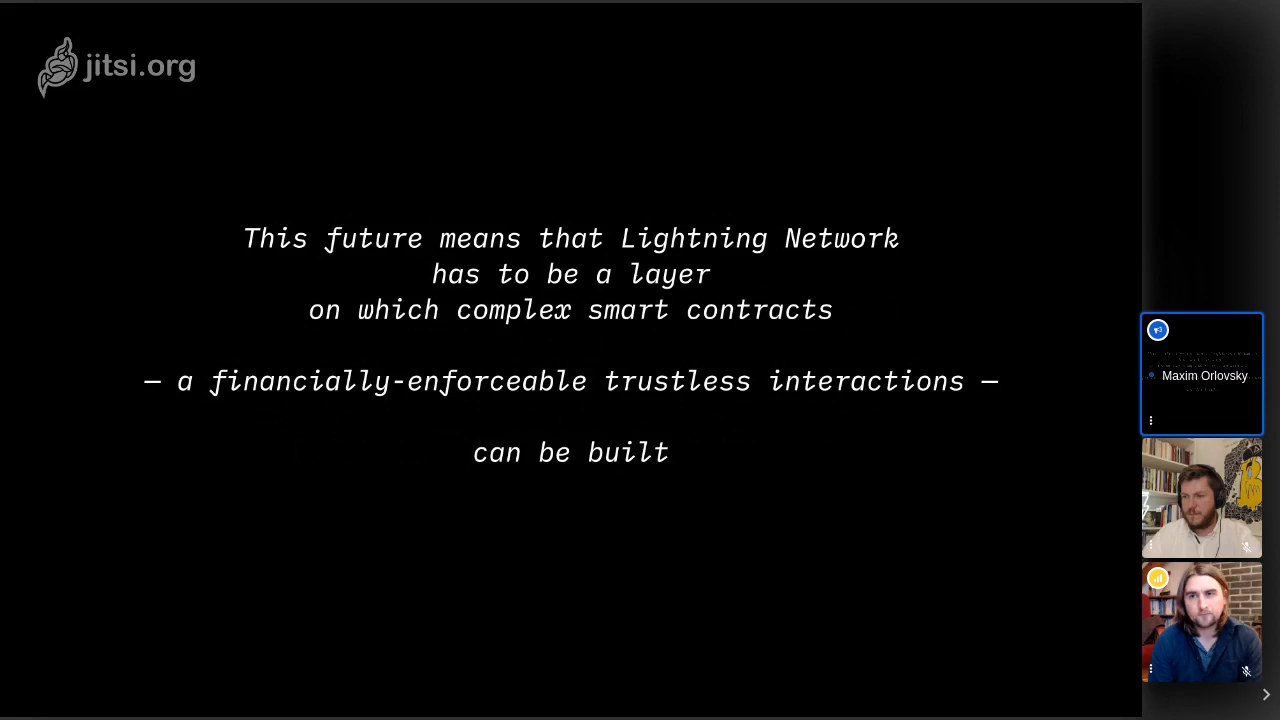 jitsi.org
This future means that Lightning Network
has to be a layer
on which complex smart contracts
— a financially-enforceable trustless interactions —
can be built
Maxim Orlovsky